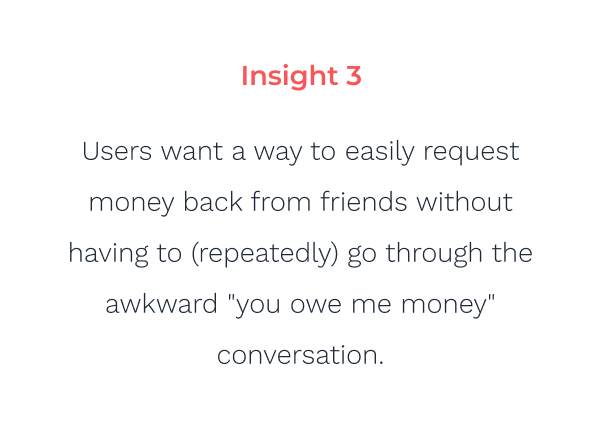 Insight 3
Users want a way to easily request
money back from friends without
having to (repeatedly) go through the
awkward "you owe me money"
conversation.